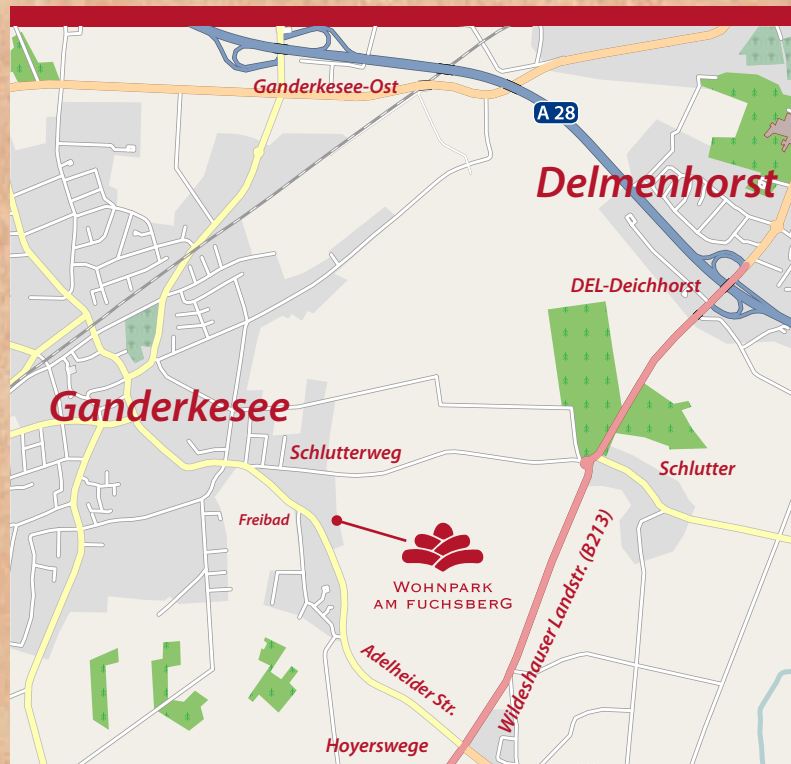 Ganderkesee-Ost
A 28
Delmenhorst
DEL-Deichhorst
Ganderkesee
Schlutterweg
Schlutter
Freibad
WOHNPARK
AM FUCHSBERG
Wildeshauser Landstr. (B213)
Adelheider Str.
Hoyerswege